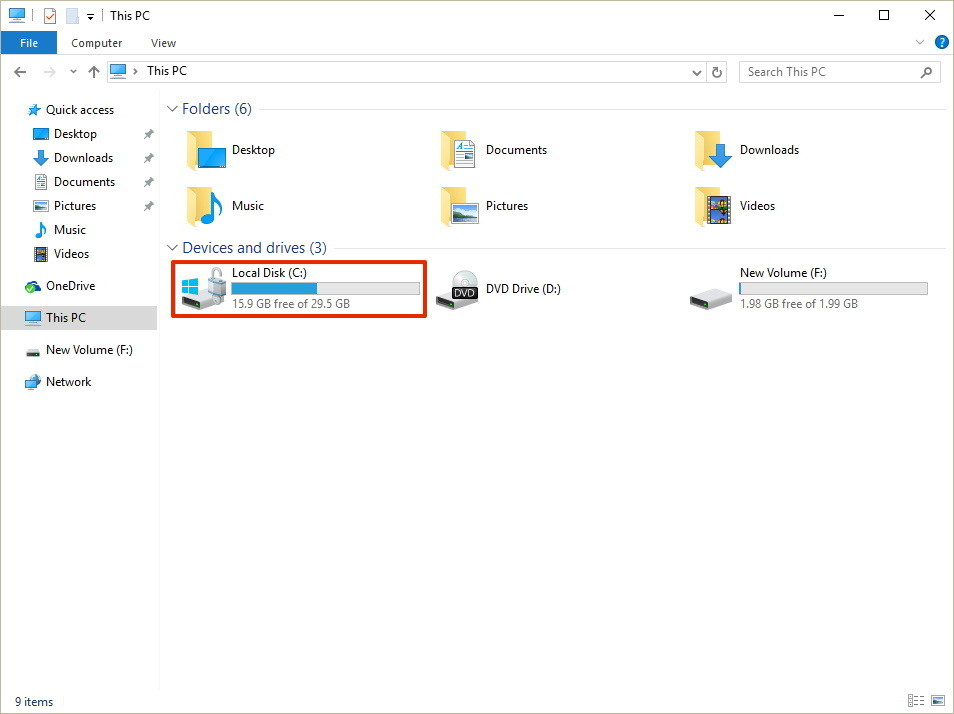 This PC
File Computer View
?
This PC
Search This PC
Quick access
Desktop
Downloads
Documents
Pictures
Music
Videos
OneDrive
This PC
New Volume (F:)
Network
Folders (6)
Desktop
Documents
Downloads
Music
Pictures
Videos
Devices and drives (3)
Local Disk (C:)
15.9 GB free of 29.5 GB
DVD
DVD Drive (D:)
New Volume (F:)
1.98 GB free of 1.99 GB
9 items